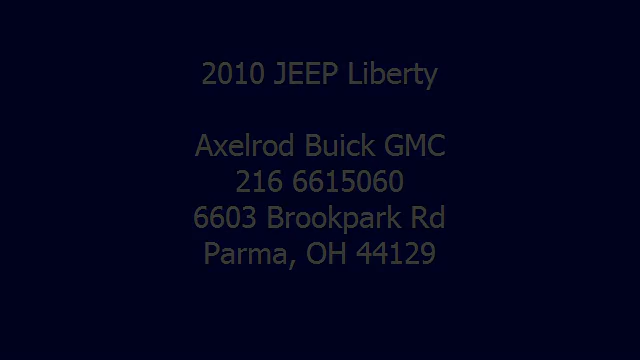 2010 JEEP Liberty
Axelrod Buick GMC
216 6615060
6603 Brookpark Rd
Parma, OH 44129